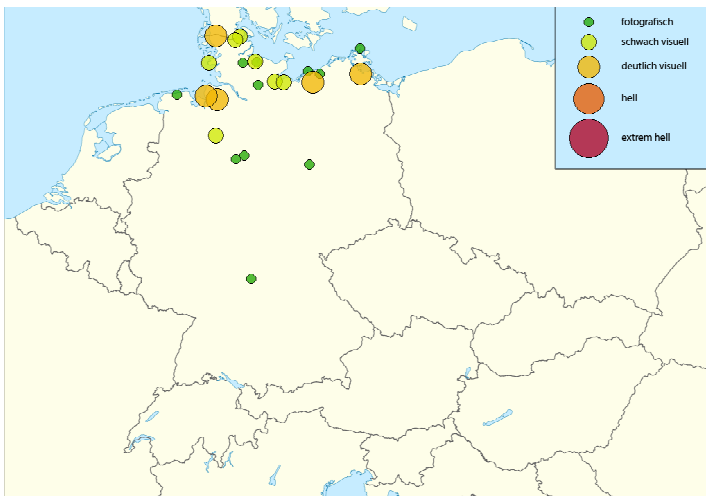 fotografisch
schwach visuell
deutlich visuell
hell
extrem hell